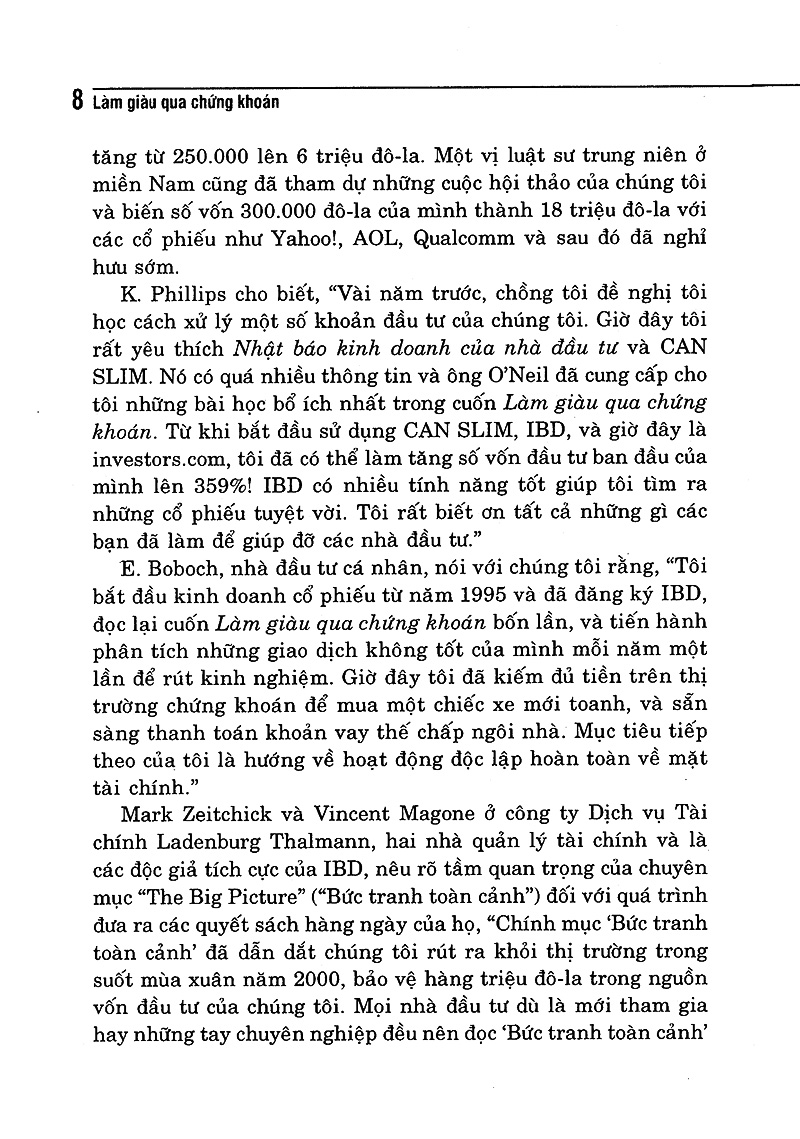 8 Làm giàu qua chứng khoán
tăng từ 250.000 lên 6 triệu đô-la. Một vị luật sư trung niên ở
miền Nam cũng đã tham dự những cuộc hội thảo của chúng tôi
và biến số vốn 300.000 đô-la của mình thành 18 triệu đô-la với
các cổ phiếu như Yahoo!, AOL, Qualcomm và sau đó đã nghỉ
hưu sớm.
K. Phillips cho biết, “Vài năm trước, chồng tôi đề nghị tôi
học cách xử lý một số khoản đầu tư của chúng tôi. Giờ đây tôi
rất yêu thích Nhật báo kinh doanh của nhà đầu tư và CAN
SLIM. Nó có quá nhiều thông tin và ông O’Neil đã cung cấp cho
tôi những bài học bổ ích nhất trong cuốn Làm giàu qua chứng
khoán. Từ khi bắt đầu sử dụng CAN SLIM, IBD, và giờ đây là
investors.com, tôi đã có thể làm tăng số vốn đầu tư ban đầu của
mình lên 359%! IBD có nhiều tính năng tốt giúp tôi tìm ra
những cổ phiếu tuyệt vời. Tôi rất biết ơn tất cả những gì các
bạn đã làm để giúp đỡ các nhà đầu tư.”
E. Boboch, nhà đầu tư cá nhân, nói với chúng tôi rằng, “Tôi
bắt đầu kinh doanh cổ phiếu từ năm 1995 và đã đăng ký IBD,
đọc lại cuốn Làm giàu qua chứng khoán bốn lần, và tiến hành
phân tích những giao dịch không tốt của mình mỗi năm một
lần để rút kinh nghiệm. Giờ đây tôi đã kiếm đủ tiền trên thị
trường chứng khoán để mua một chiếc xe mới toanh, và sẵn
sàng thanh toán khoản vay thế chấp ngôi nhà. Mục tiêu tiếp
theo của tôi là hướng về hoạt động độc lập hoàn toàn về mặt
tài chính.”
Mark Zeitchick và Vincent Magone ở công ty Dịch vụ Tài
chính Ladenburg Thalmann, hai nhà quản lý tài chính và là
các độc giả tích cực của IBD, nêu rõ tầm quan trọng của chuyên
mục “The Big Picture” (“Bức tranh toàn cảnh”) đối với quá trình
đưa ra các quyết sách hàng ngày của họ, “Chính mục ‘Bức tranh
toàn cảnh’ đã dẫn dắt chúng tôi rút ra khỏi thị trường trong
suốt mùa xuân năm 2000, bảo vệ hàng triệu đô-la trong nguồn
vốn đầu tư của chúng tôi. Mọi nhà đầu tư dù là mới tham gia
hay những tay chuyên nghiệp đều nên đọc ‘Bức tranh toàn cảnh’